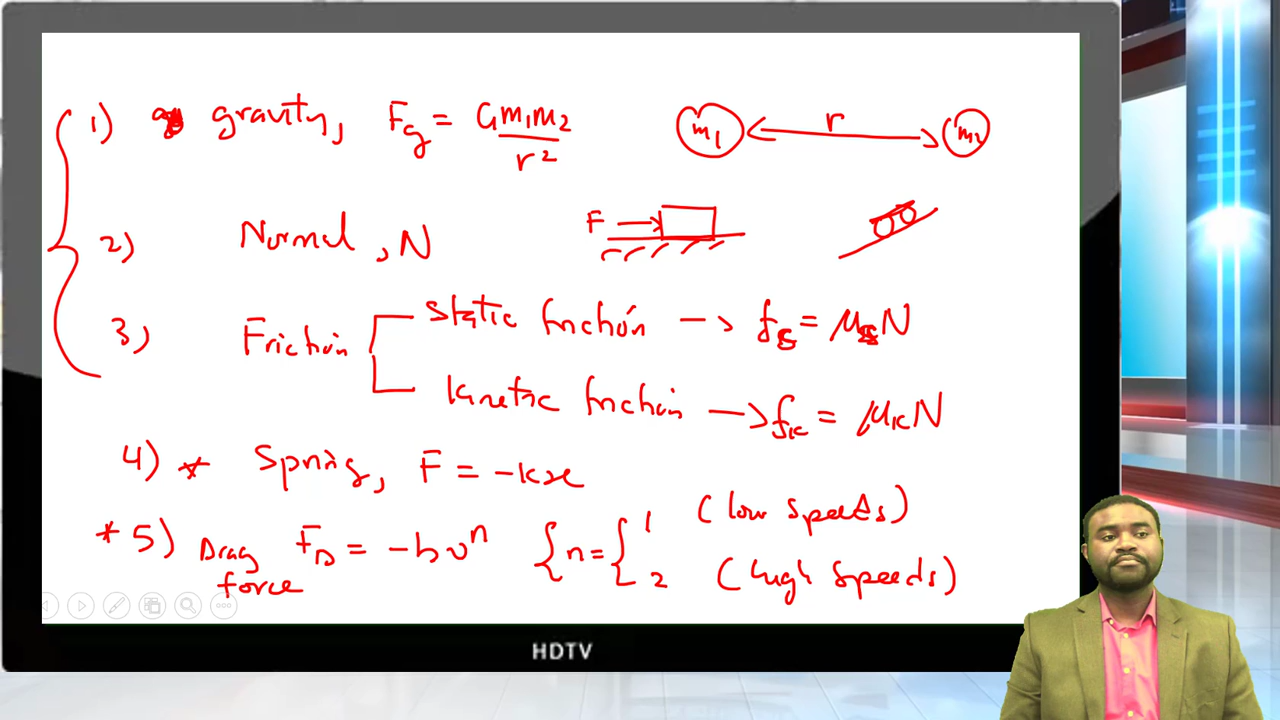 1) gravity, Fg = Gm1m2/r² m1 r m2
2) Normal, N F
3) Friction static friction → fs = μsN
kinetic friction → fk = μkN
4) * Spring, F = -kx
* 5) Drag force FD = -bvⁿ {n = { 1 (low speeds)
2 (high speeds)
HDTV